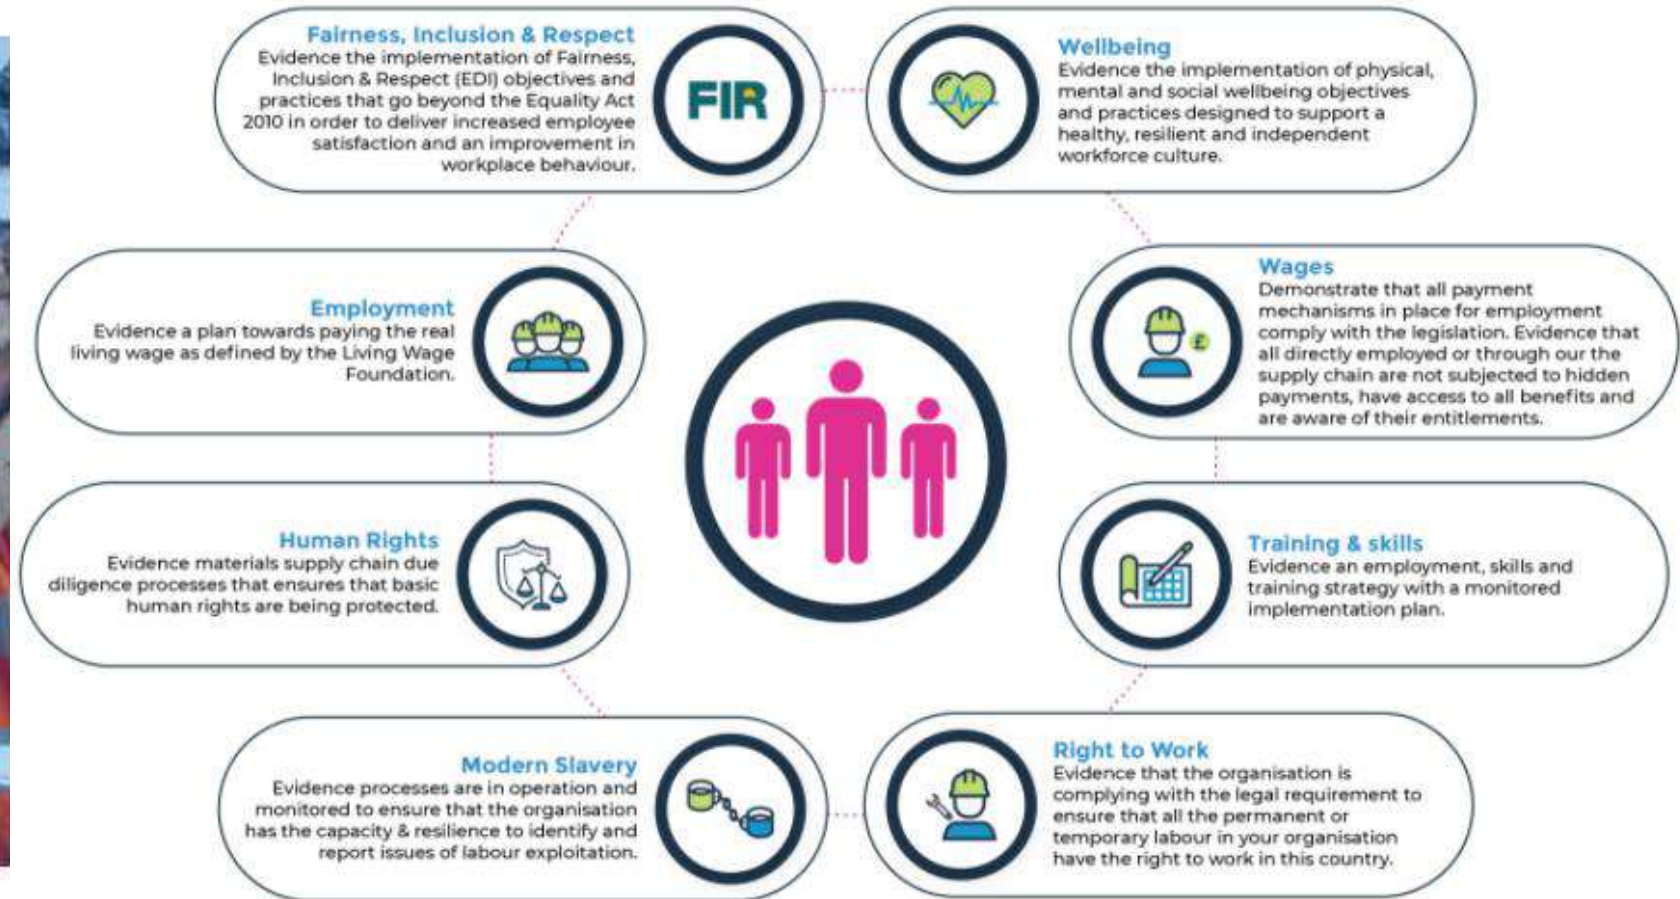 Fairness, Inclusion & Respect
Evidence the implementation of Fairness,
Inclusion & Respect (EDI) objectives and
practices that go beyond the Equality Act
2010 in order to deliver increased employee
satisfaction and an improvement in
workplace behaviour.
FIR
Wellbeing
Evidence the implementation of physical,
mental and social wellbeing objectives
and practices designed to support a
healthy, resilient and independent
workforce culture.
Employment
Evidence a plan towards paying the real
living wage as defined by the Living Wage
Foundation.
Wages
Demonstrate that all payment
mechanisms in place for employment
comply with the legislation. Evidence that
all directly employed or through our the
supply chain are not subjected to hidden
payments, have access to all benefits and
are aware of their entitlements.
£
Human Rights
Evidence materials supply chain due
diligence processes that ensures that basic
human rights are being protected.
Training & skills
Evidence an employment, skills and
training strategy with a monitored
implementation plan.
Modern Slavery
Evidence processes are in operation and
monitored to ensure that the organisation
has the capacity & resilience to identify and
report issues of labour exploitation.
Right to Work
Evidence that the organisation is
complying with the legal requirement to
ensure that all the permanent or
temporary labour in your organisation
have the right to work in this country.